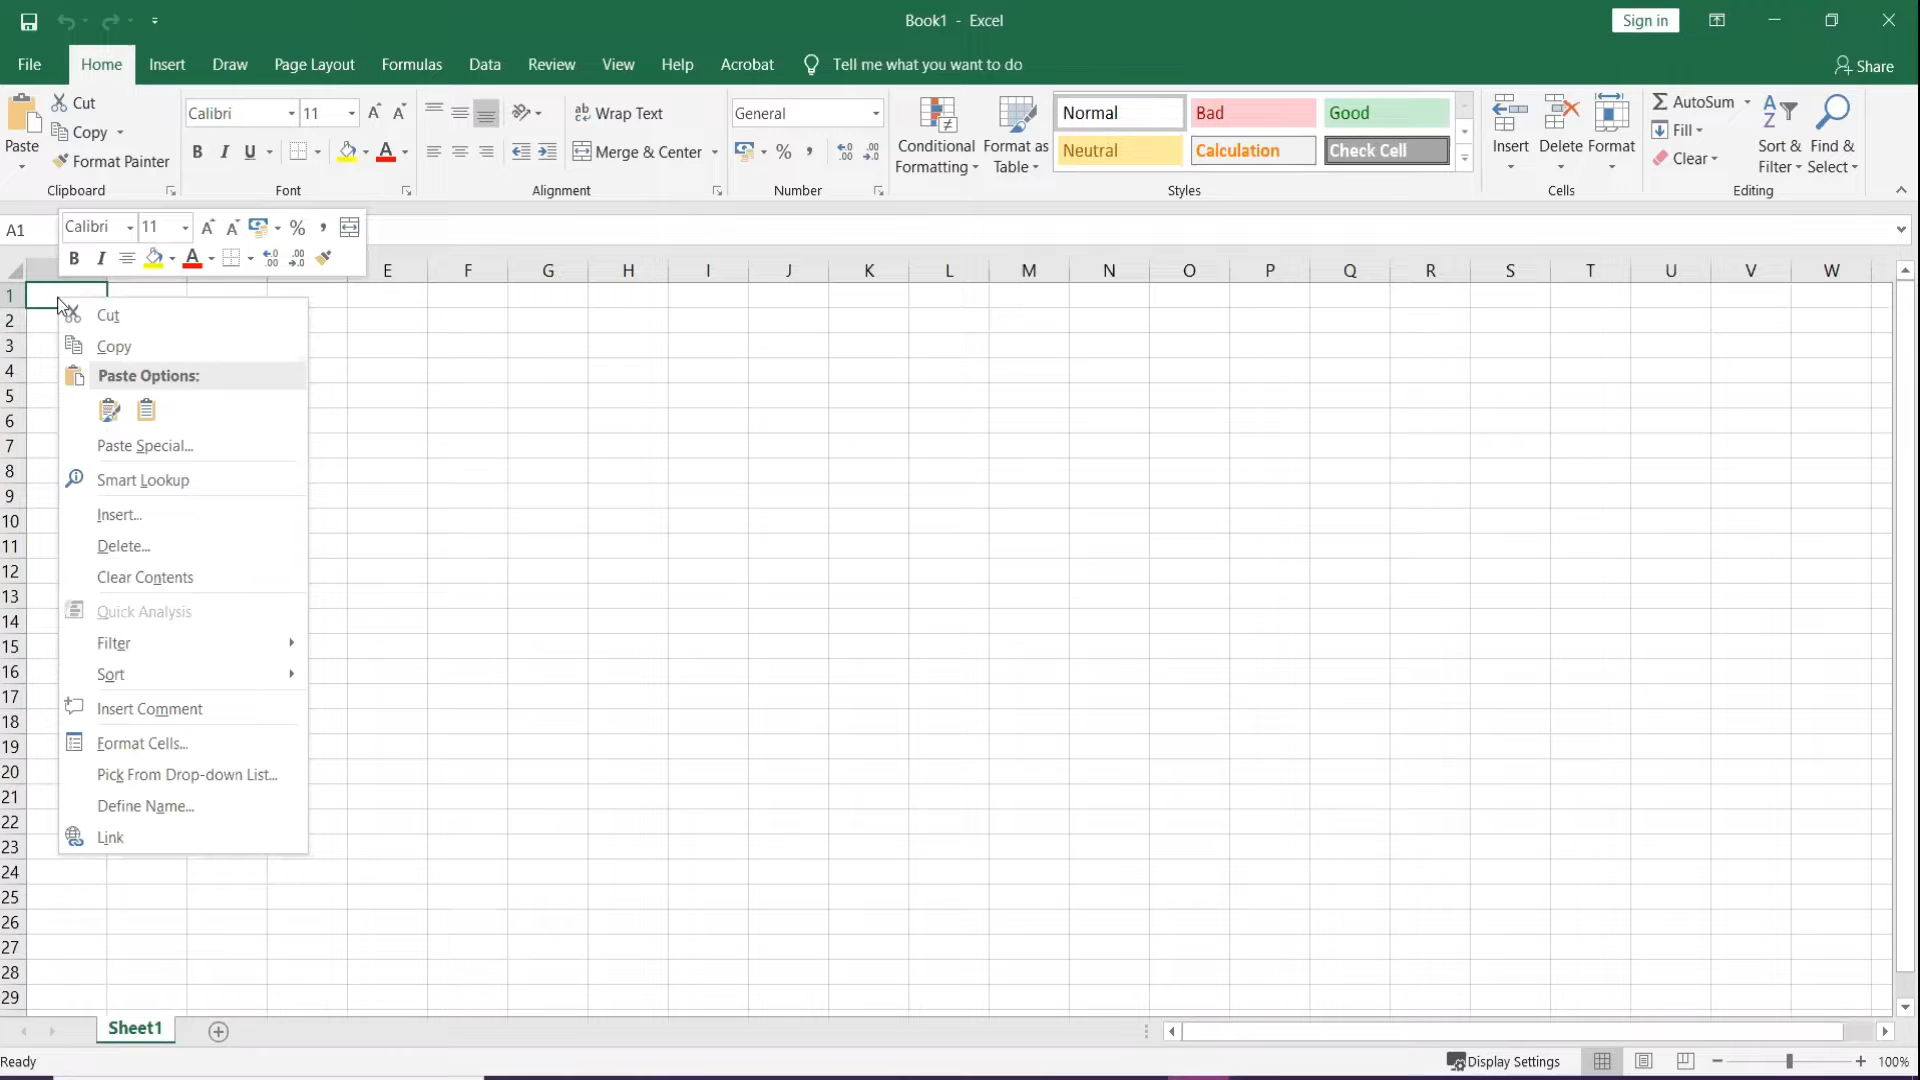 Book1 - Excel
Sign in
File Home Insert Draw Page Layout Formulas Data Review View Help Acrobat Tell me what you want to do Share
Paste
Cut
Copy
Format Painter
Clipboard
Calibri 11
B I U A
Font
Wrap Text
Merge & Center
Alignment
General
% ,
Number
Conditional Formatting
Format as Table
Normal Bad Good
Neutral Calculation Check Cell
Styles
Insert Delete Format
Cells
AutoSum
Fill
Clear
Sort & Filter
Find & Select
Editing
A1
Calibri 11 A A % ,
B I A
E F G H I J K L M N O P Q R S T U V W
1
2
3
4
5
6
7
8
9
10
11
12
13
14
15
16
17
18
19
20
21
22
23
24
25
26
27
28
29
Cut
Copy
Paste Options:
Paste Special...
Smart Lookup
Insert...
Delete...
Clear Contents
Quick Analysis
Filter
Sort
Insert Comment
Format Cells...
Pick From Drop-down List...
Define Name...
Link
Sheet1
Ready
Display Settings
100%